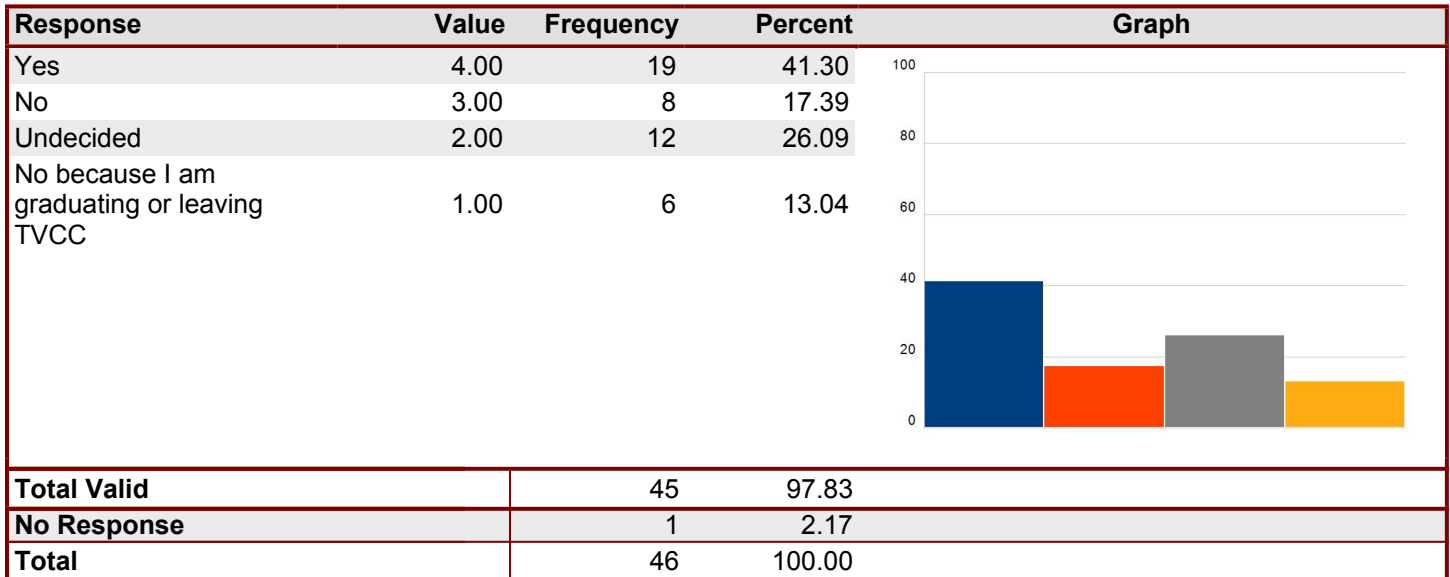 Response Value Frequency Percent Graph
Yes 4.00 19 41.30
No 3.00 8 17.39
Undecided 2.00 12 26.09
No because I am
graduating or leaving 1.00 6 13.04
TVCC
100
80
60
40
20
0
Total Valid 45 97.83
No Response 1 2.17
Total 46 100.00